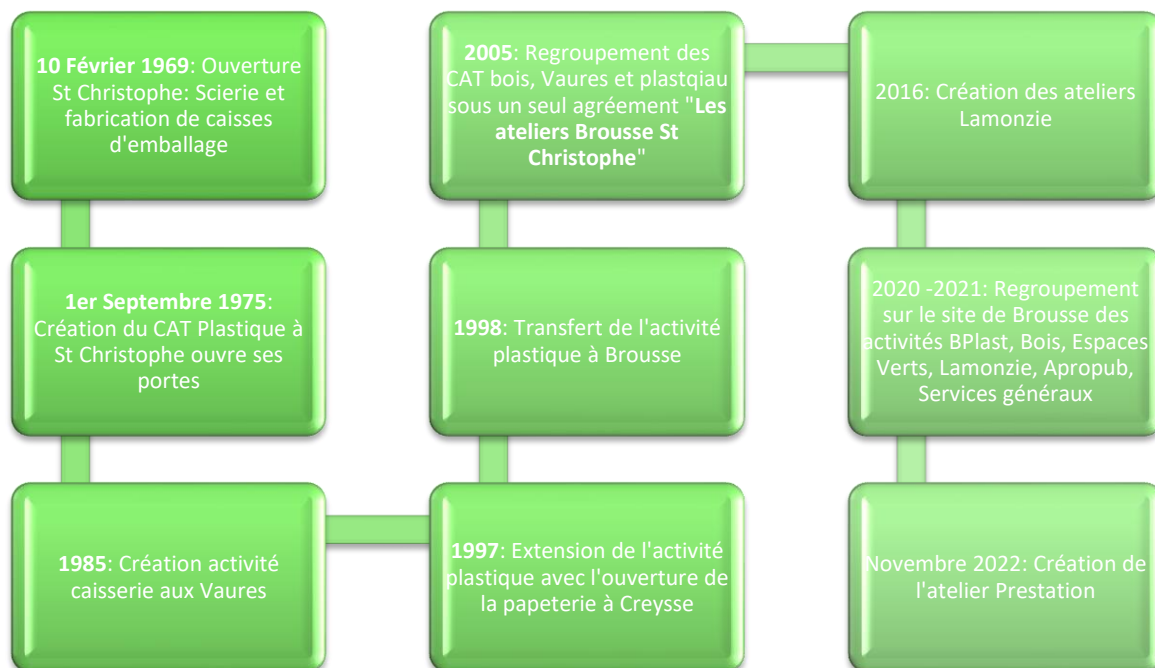 10 Février 1969: Ouverture
St Christophe: Scierie et
fabrication de caisses
d'emballage
1er Septembre 1975:
Création du CAT Plastique à
St Christophe ouvre ses
portes
1985: Création activité
caisserie aux Vaures
1997: Extension de l'activité
plastique avec l'ouverture de
la papeterie à Creysse
1998: Transfert de l'activité
plastique à Brousse
2005: Regroupement des
CAT bois, Vaures et plastqiau
sous un seul agréement "Les
ateliers Brousse St
Christophe"
2016: Création des ateliers
Lamonzie
2020 -2021: Regroupement
sur le site de Brousse des
activités BPlast, Bois, Espaces
Verts, Lamonzie, Apropub,
Services généraux
Novembre 2022: Création de
l'atelier Prestation